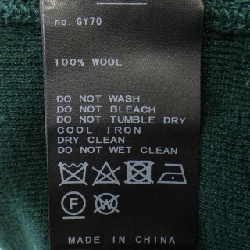 no. GY70
100% WOOL
DO NOT WASH
DO NOT BLEACH
DO NOT TUMBLE DRY
COOL IRON
DRY CLEAN
DO NOT WET CLEAN
F W
MADE IN CHINA